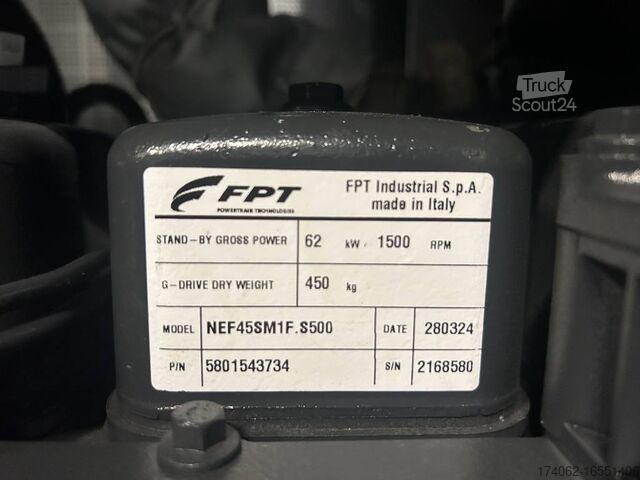 Truck
Scout24
FPT
POWERTRAIN TECHNOLOGIES
FPT Industrial S.p.A.
made in Italy
STAND-BY GROSS POWER 62 kW 1500 RPM
G-DRIVE DRY WEIGHT 450 kg
MODEL NEF45SM1F.S500 DATE 280324
P/N 5801543734 S/N 2168580